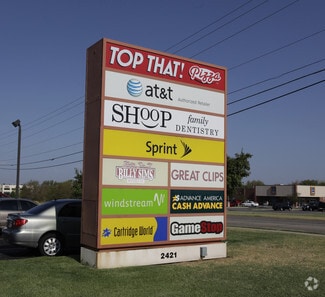 TOP THAT! Pizza
at&t
Authorized Retailer
SHOOP family
DENTISTRY
Sprint
BILLY SIMS
GREAT CLIPS
windstream
ADVANCE AMERICA
CASH ADVANCE
Cartridge World
GameStop
2421